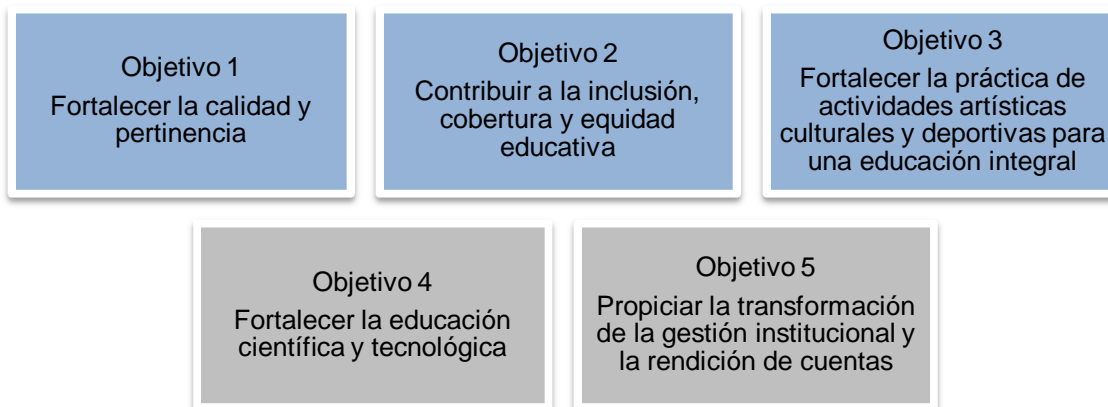 Objetivo 1
Fortalecer la calidad y
pertinencia
Objetivo 2
Contribuir a la inclusión,
cobertura y equidad
educativa
Objetivo 3
Fortalecer la práctica de
actividades artísticas
culturales y deportivas para
una educación integral
Objetivo 4
Fortalecer la educación
científica y tecnológica
Objetivo 5
Propiciar la transformación
de la gestión institucional y
la rendición de cuentas